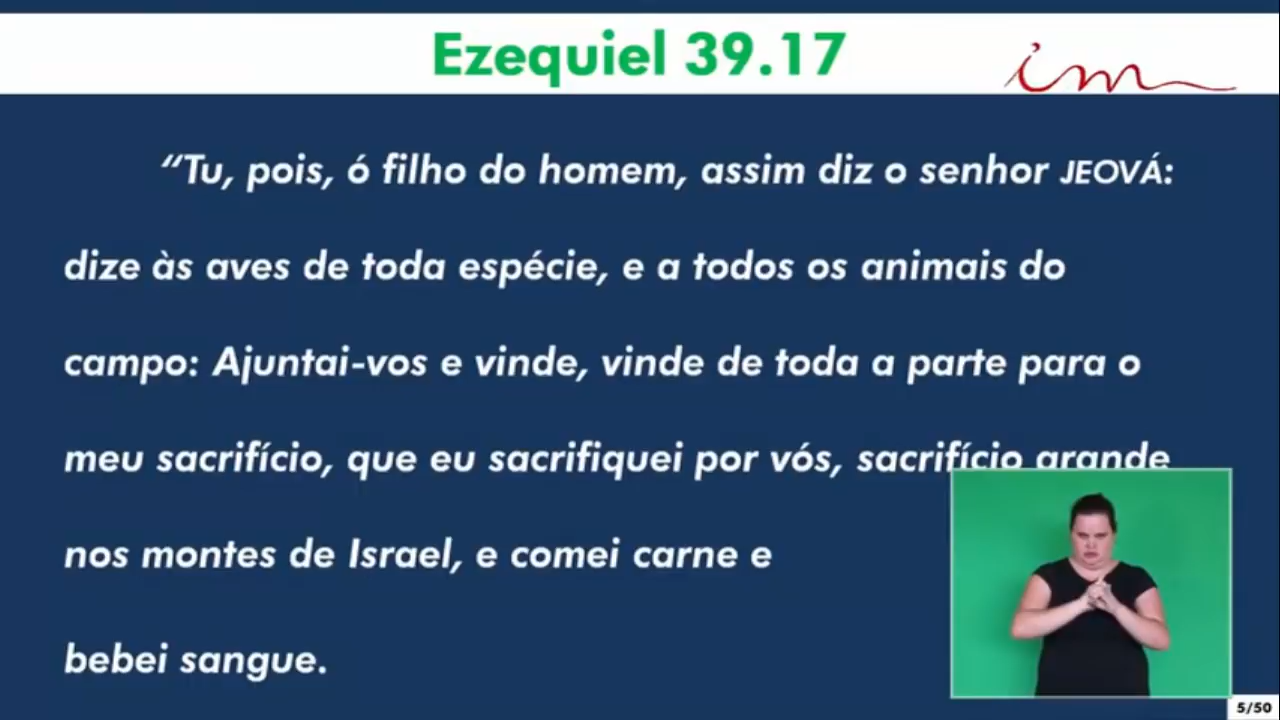 Ezequiel 39.17
im
“Tu, pois, ó filho do homem, assim diz o senhor JEOVÁ:
dize às aves de toda espécie, e a todos os animais do
campo: Ajuntai-vos e vinde, vinde de toda a parte para o
meu sacrifício, que eu sacrifiquei por vós, sacrifício grande
nos montes de Israel, e comei carne e
bebei sangue.
5/50